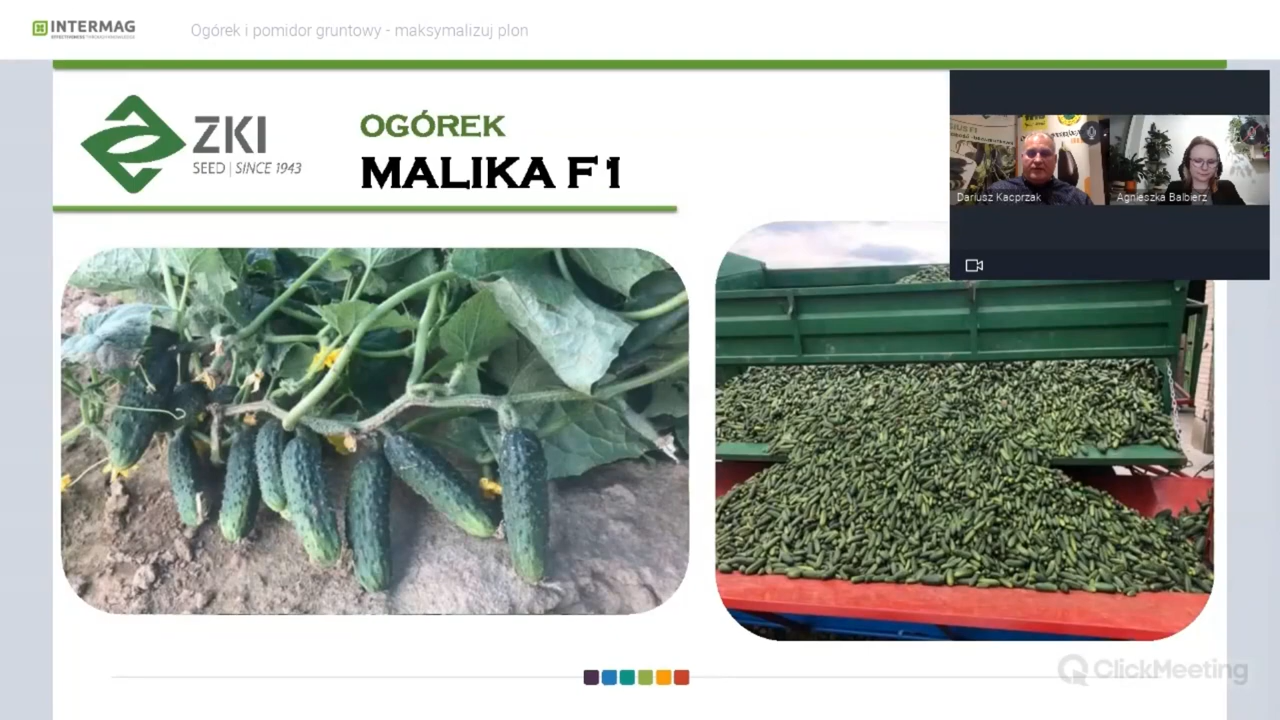 INTERMAG
Ogórek i pomidor gruntowy - maksymalizuj plon
ZKI
SEED | SINCE 1943
OGÓREK
MALIKA F1
Dariusz Kacprzak
Agnieszka Balbierz
ClickMeeting